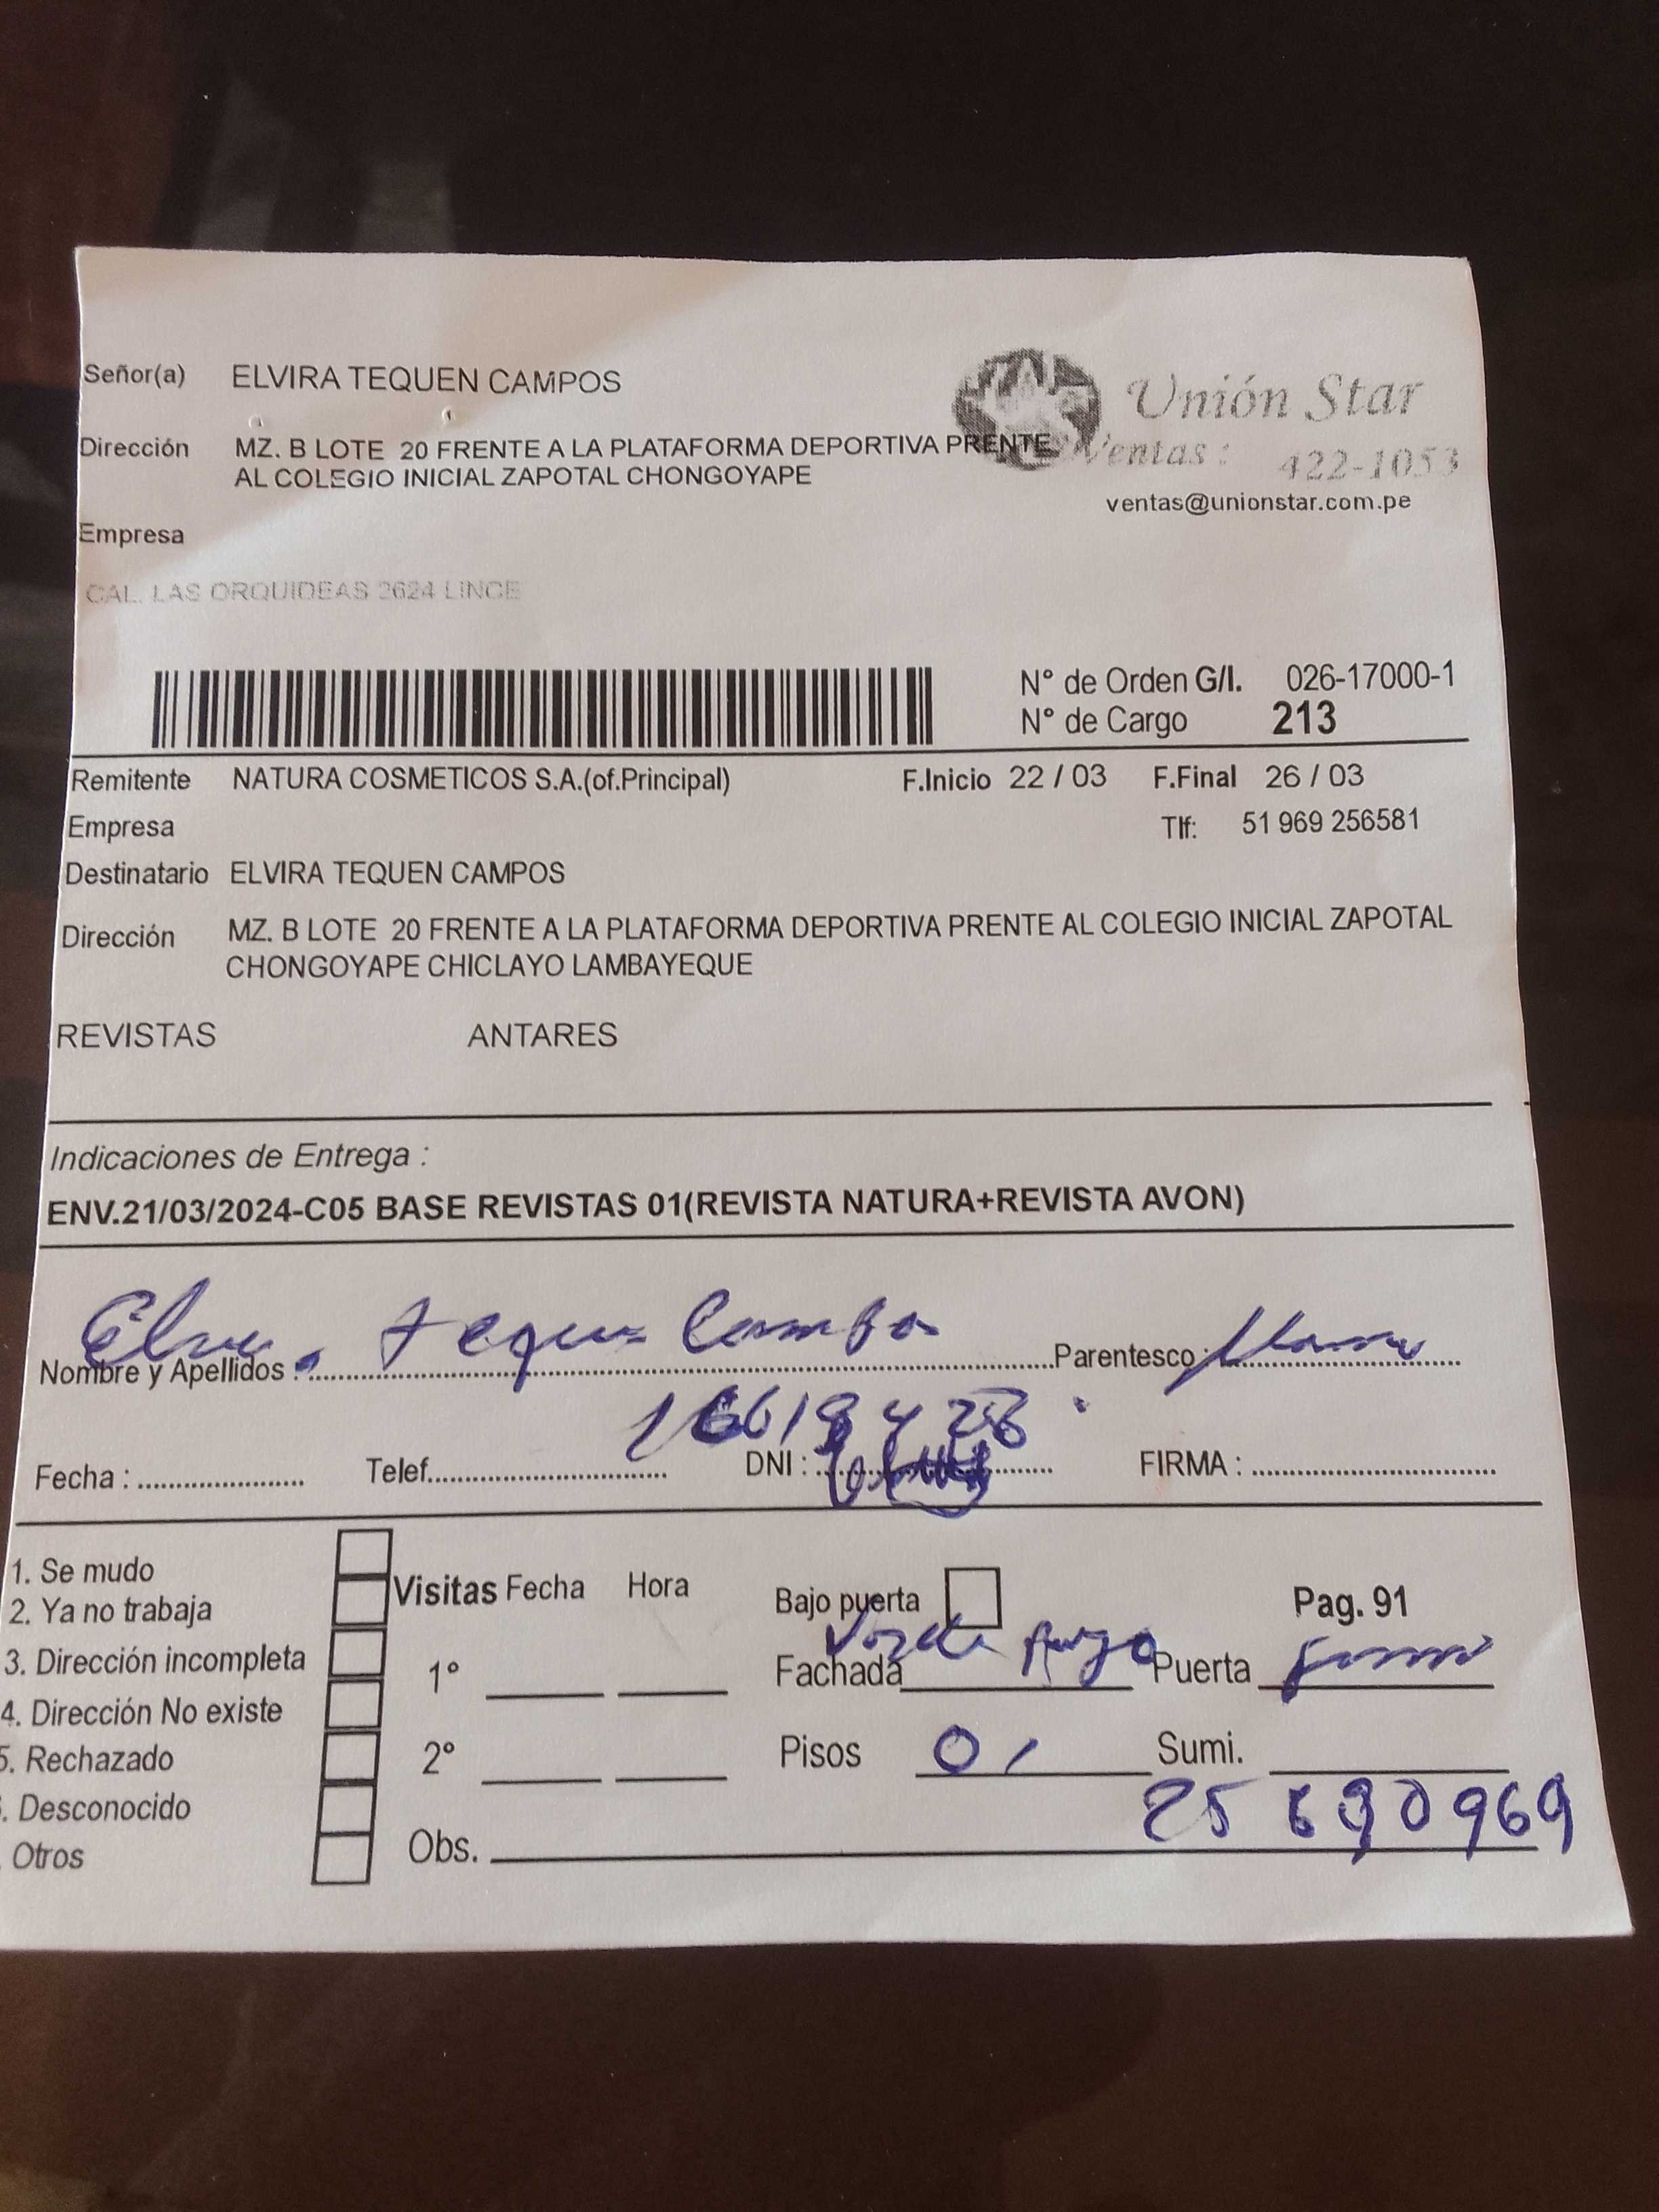 Señor(a) ELVIRA TEQUEN CAMPOS
Unión Star
Dirección MZ. B LOTE 20 FRENTE A LA PLATAFORMA DEPORTIVA PRENTE
AL COLEGIO INICIAL ZAPOTAL CHONGOYAPE
Ventas : 422-1053
ventas@unionstar.com.pe
Empresa
CAL. LAS ORQUIDEAS 2624 LINCE
N° de Orden G/I. 026-17000-1
N° de Cargo 213
Remitente NATURA COSMETICOS S.A.(of.Principal) F.Inicio 22 / 03 F.Final 26 / 03
Empresa Tlf: 51 969 256581
Destinatario ELVIRA TEQUEN CAMPOS
Dirección MZ. B LOTE 20 FRENTE A LA PLATAFORMA DEPORTIVA PRENTE AL COLEGIO INICIAL ZAPOTAL
CHONGOYAPE CHICLAYO LAMBAYEQUE
REVISTAS ANTARES
Indicaciones de Entrega :
ENV.21/03/2024-C05 BASE REVISTAS 01(REVISTA NATURA+REVISTA AVON)
Nombre y Apellidos : Parentesco :
Fecha : Telef. DNI : FIRMA :
1. Se mudo
2. Ya no trabaja
3. Dirección incompleta
4. Dirección No existe
5. Rechazado
. Desconocido
. Otros
Visitas Fecha Hora
1°
2°
Bajo puerta Pag. 91
Fachada Puerta
Pisos 01 Sumi.
25690969
Obs.